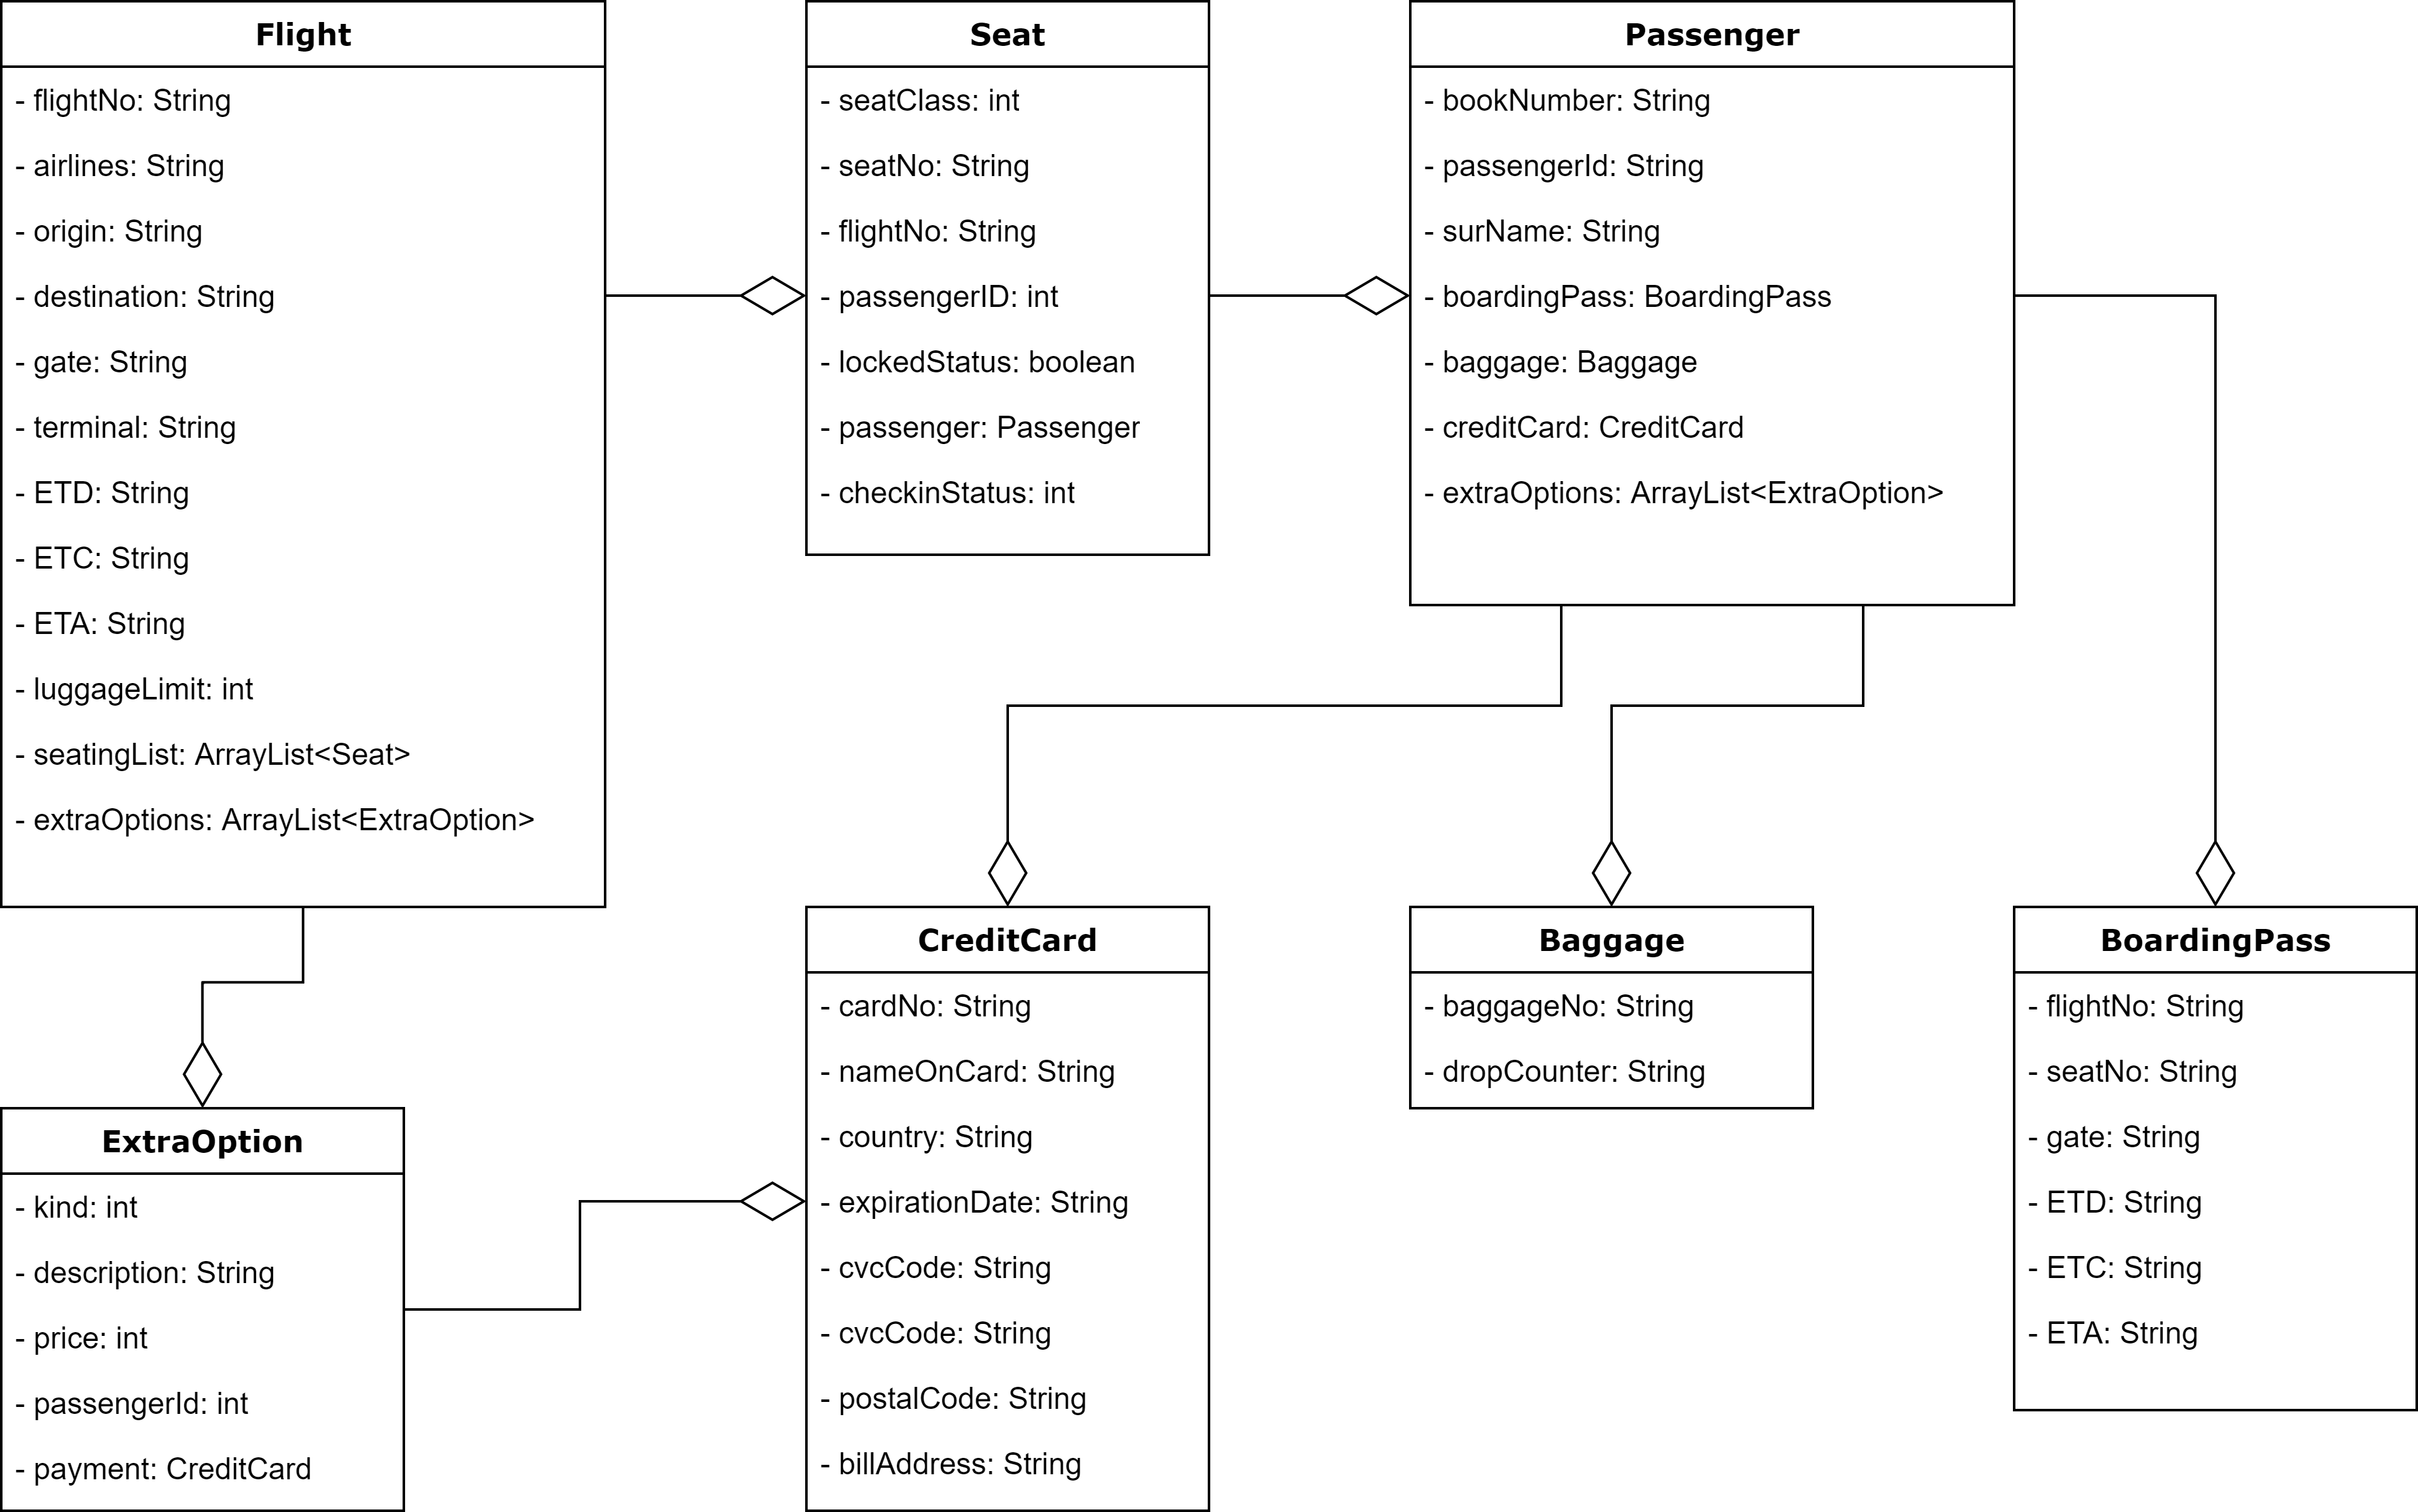 Flight
- flightNo: String
- airlines: String
- origin: String
- destination: String
- gate: String
- terminal: String
- ETD: String
- ETC: String
- ETA: String
- luggageLimit: int
- seatingList: ArrayList<Seat>
- extraOptions: ArrayList<ExtraOption>
Seat
- seatClass: int
- seatNo: String
- flightNo: String
- passengerID: int
- lockedStatus: boolean
- passenger: Passenger
- checkinStatus: int
Passenger
- bookNumber: String
- passengerId: String
- surName: String
- boardingPass: BoardingPass
- baggage: Baggage
- creditCard: CreditCard
- extraOptions: ArrayList<ExtraOption>
ExtraOption
- kind: int
- description: String
- price: int
- passengerId: int
- payment: CreditCard
CreditCard
- cardNo: String
- nameOnCard: String
- country: String
- expirationDate: String
- cvcCode: String
- cvcCode: String
- postalCode: String
- billAddress: String
Baggage
- baggageNo: String
- dropCounter: String
BoardingPass
- flightNo: String
- seatNo: String
- gate: String
- ETD: String
- ETC: String
- ETA: String